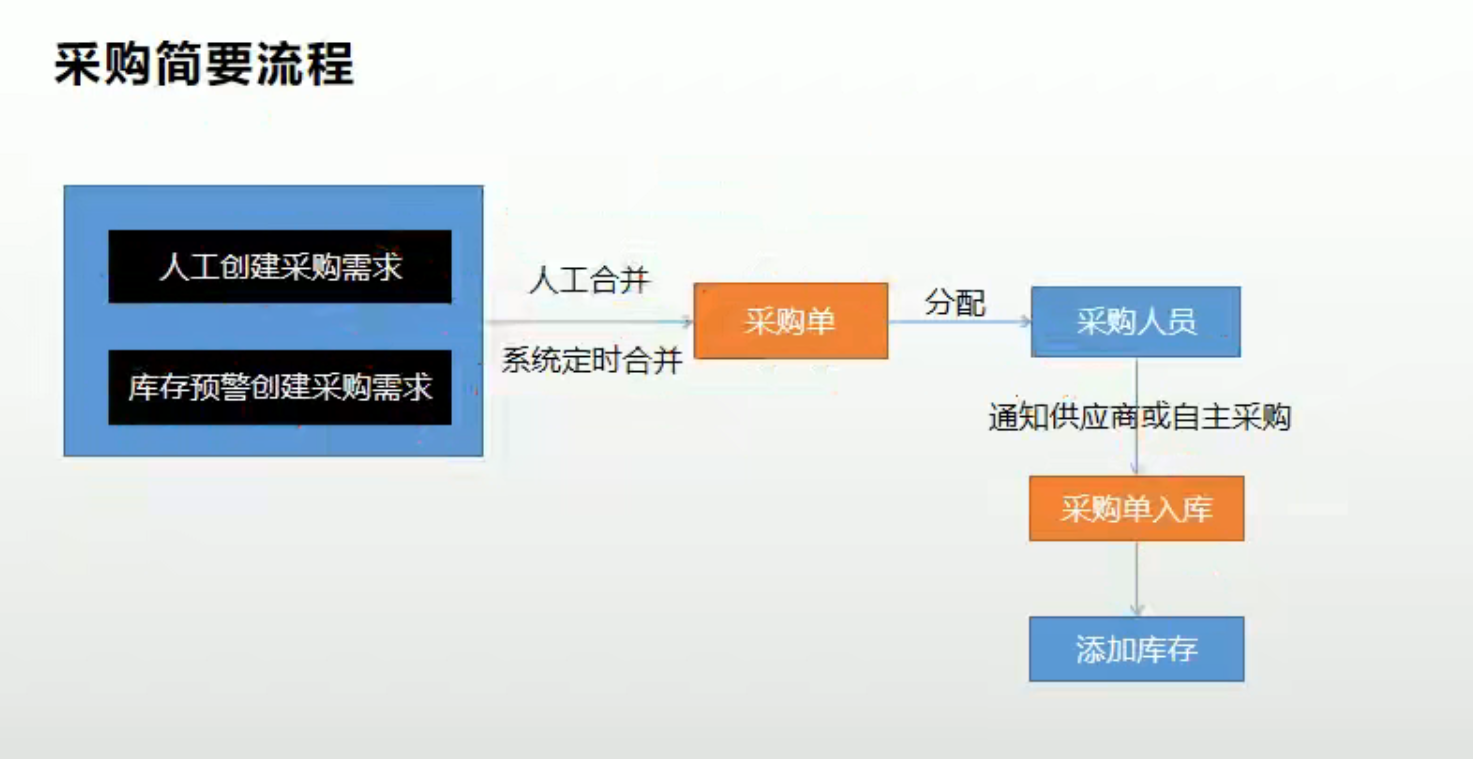 采购简要流程
人工创建采购需求
库存预警创建采购需求
人工合并
系统定时合并
采购单
分配
采购人员
通知供应商或自主采购
采购单入库
添加库存